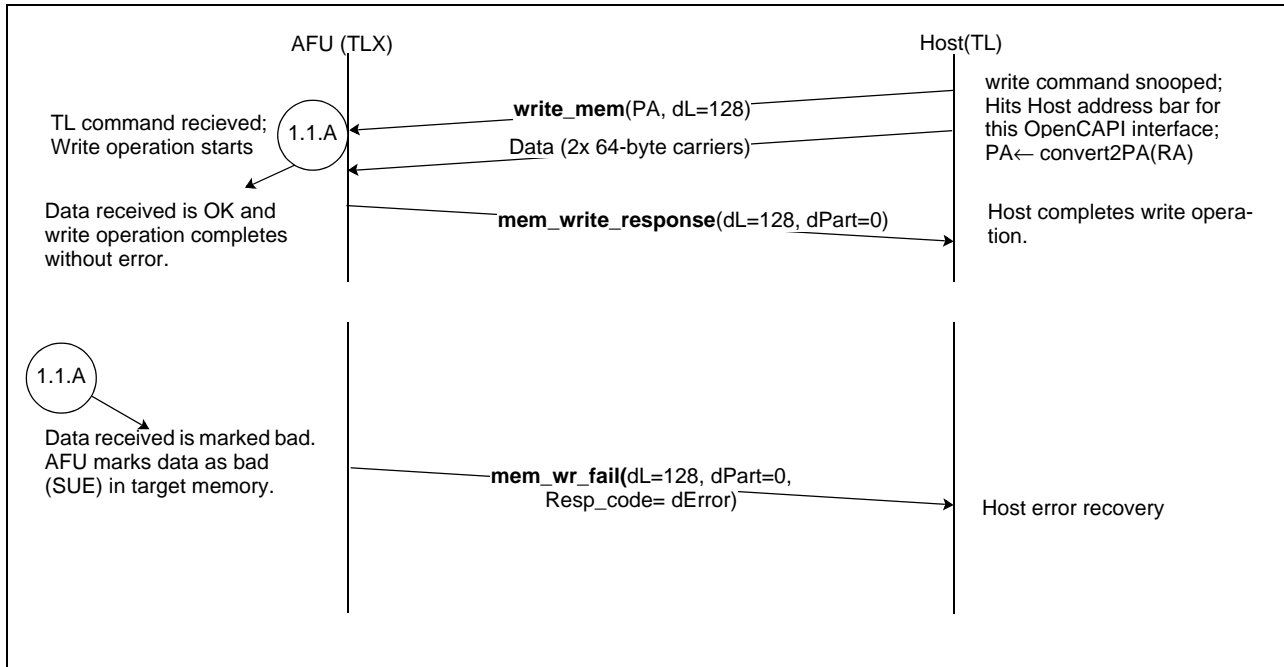 AFU (TLX)
Host(TL)
write command snooped;
Hits Host address bar for
this OpenCAPI interface;
PA← convert2PA(RA)
write_mem(PA, dL=128)
TL command recieved;
Write operation starts
1.1.A
Data (2x 64-byte carriers)
Data received is OK and
write operation completes
without error.
mem_write_response(dL=128, dPart=0)
Host completes write opera-
tion.
1.1.A
Data received is marked bad.
AFU marks data as bad
(SUE) in target memory.
mem_wr_fail(dL=128, dPart=0,
Resp_code= dError)
Host error recovery